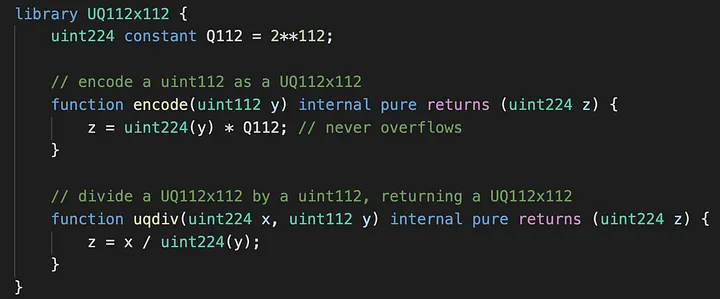 library UQ112x112 {
uint224 constant Q112 = 2**112;
// encode a uint112 as a UQ112x112
function encode(uint112 y) internal pure returns (uint224 z) {
z = uint224(y) * Q112; // never overflows
}
// divide a UQ112x112 by a uint112, returning a UQ112x112
function uqdiv(uint224 x, uint112 y) internal pure returns (uint224 z) {
z = x / uint224(y);
}
}